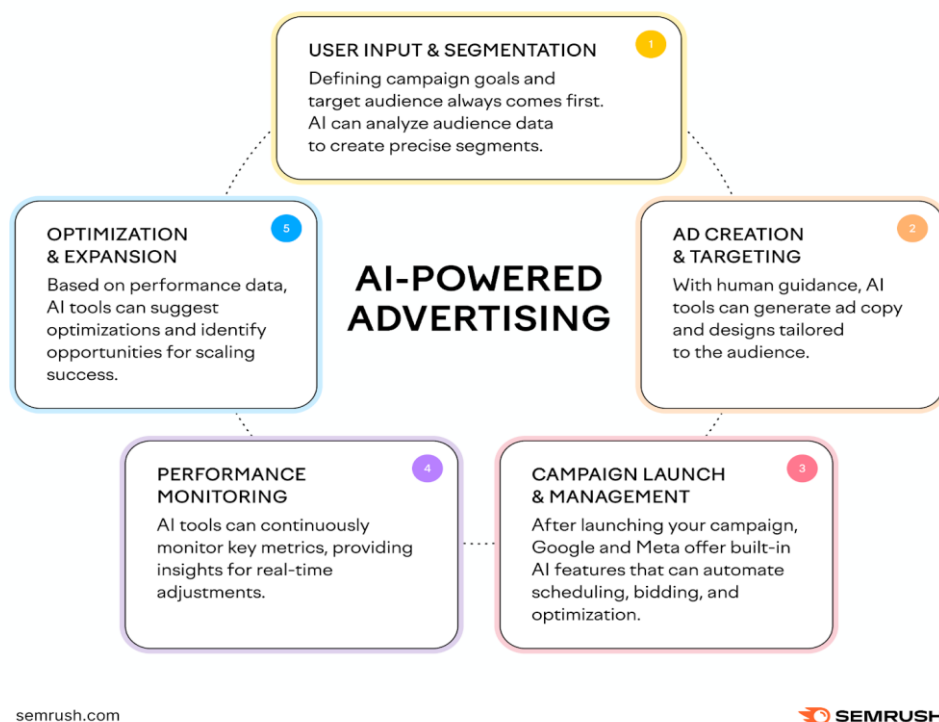 USER INPUT & SEGMENTATION
1
Defining campaign goals and
target audience always comes first.
AI can analyze audience data
to create precise segments.
AI-POWERED
ADVERTISING
AD CREATION
& TARGETING
2
With human guidance, AI
tools can generate ad copy
and designs tailored
to the audience.
CAMPAIGN LAUNCH
& MANAGEMENT
3
After launching your campaign,
Google and Meta offer built-in
AI features that can automate
scheduling, bidding, and
optimization.
PERFORMANCE
MONITORING
4
AI tools can continuously
monitor key metrics, providing
insights for real-time
adjustments.
OPTIMIZATION
& EXPANSION
5
Based on performance data,
AI tools can suggest
optimizations and identify
opportunities for scaling
success.
semrush.com
SEMRUSH